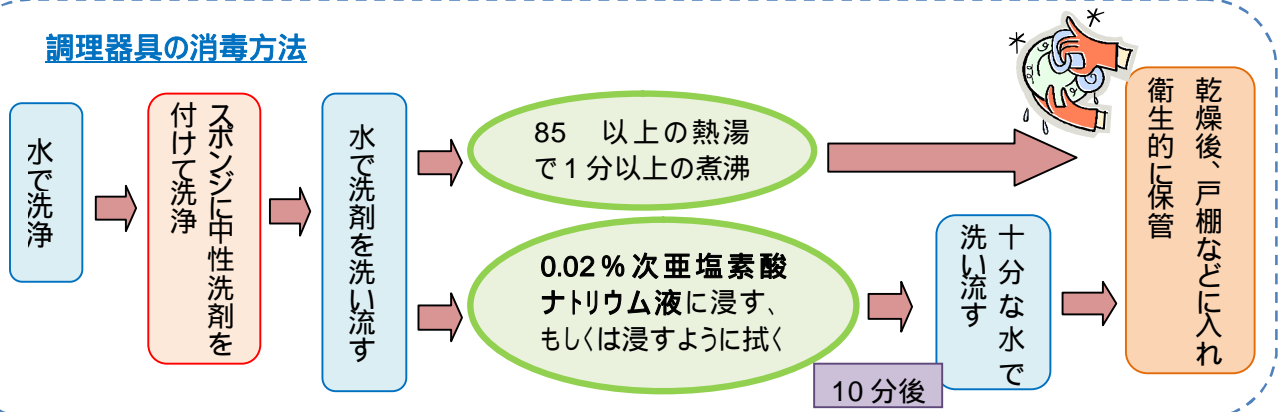 調理器具の消毒方法
水で洗浄
スポンジに中性洗剤を
付けて洗浄
水で洗剤を洗い流す
85　以上の熱湯
で1分以上の煮沸
0.02%次亜塩素酸
ナトリウム液に浸す、
もしくは浸すように拭く
10分後
十分な水で
洗い流す
乾燥後、戸棚などに入れ
衛生的に保管